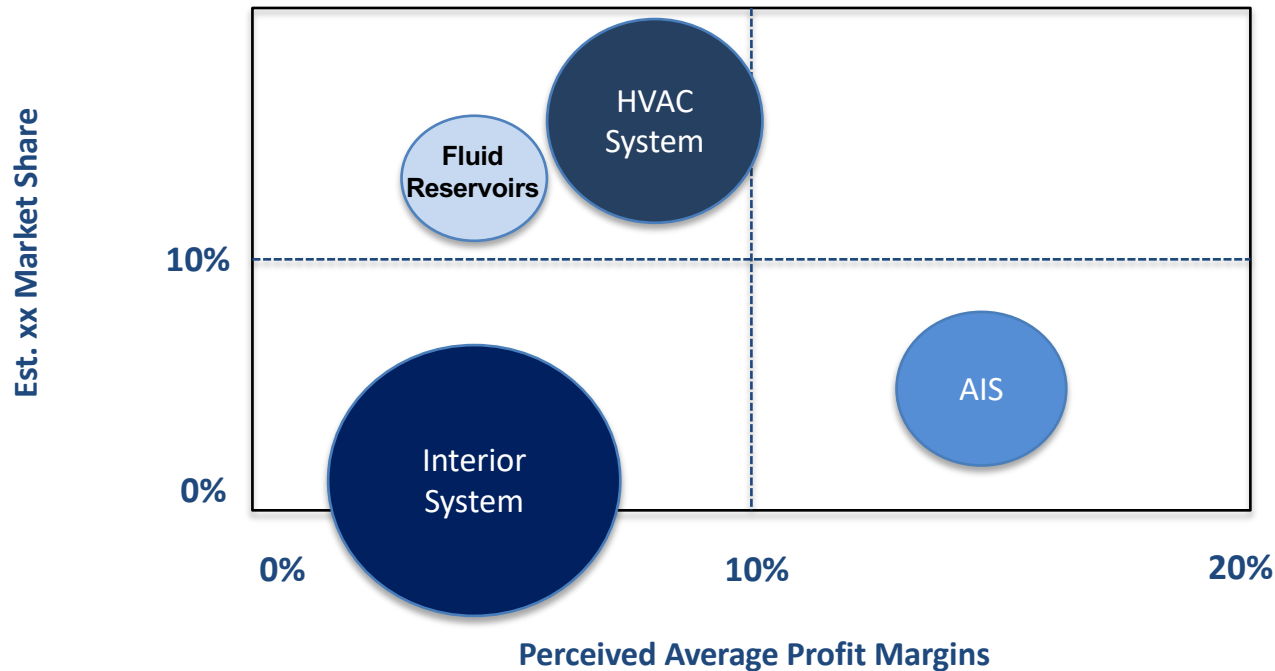 Est. xx Market Share
HVAC
System
Fluid
Reservoirs
10%
AIS
Interior
System
0%
0%
10%
20%
Perceived Average Profit Margins